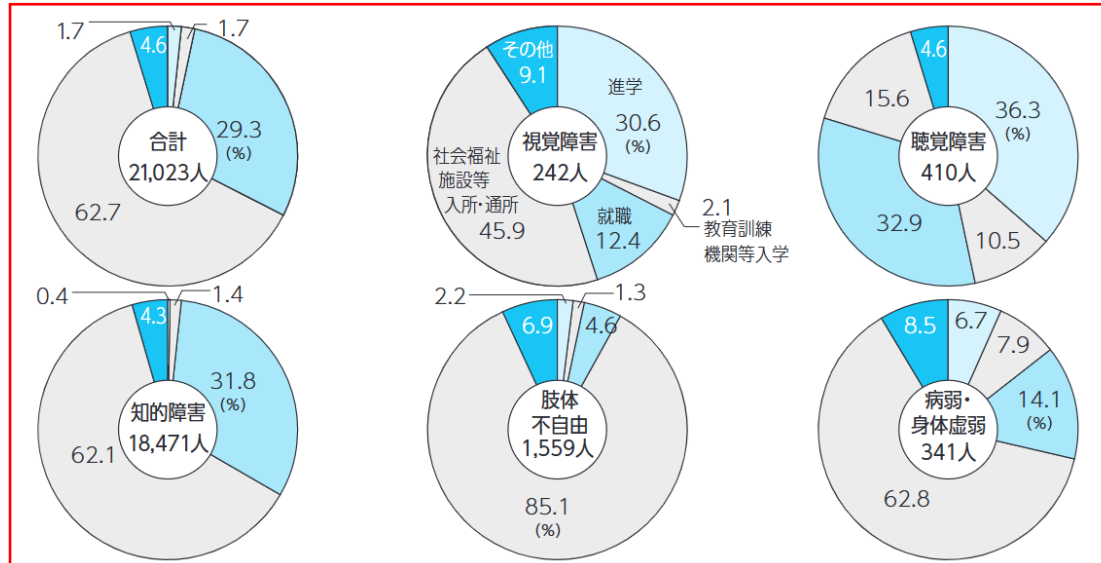 1.7
1.7
4.6
29.3
(%)
合計
21,023人
62.7
その他
9.1
進学
30.6
(%)
視覚障害
242人
社会福祉
施設等
入所・通所
45.9
就職
12.4
2.1
教育訓練
機関等入学
4.6
36.3
(%)
15.6
聴覚障害
410人
32.9
10.5
0.4
1.4
4.3
31.8
(%)
知的障害
18,471人
62.1
2.2
1.3
6.9
4.6
肢体
不自由
1,559人
85.1
(%)
8.5
6.7
7.9
14.1
(%)
病弱・
身体虚弱
341人
62.8